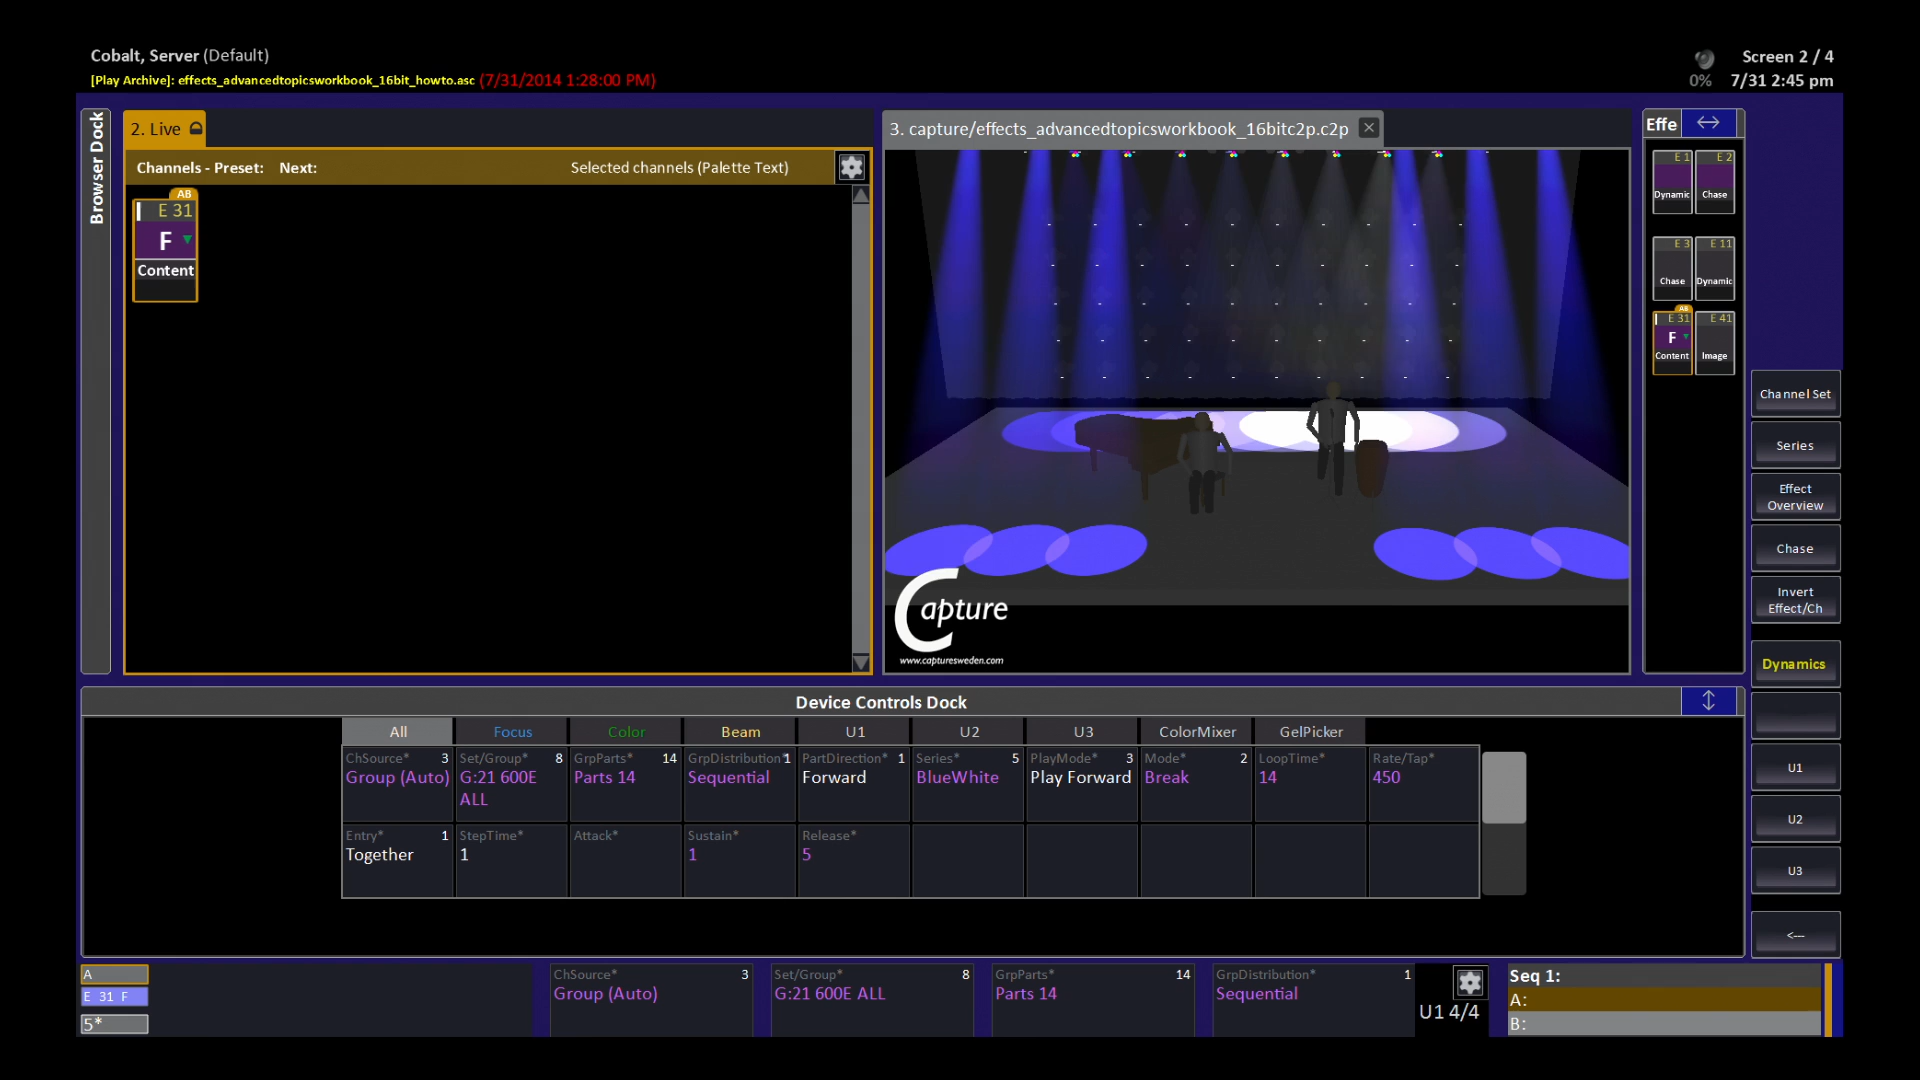 Cobalt, Server (Default)
[Play Archive]: effects_advancedtopicsworkbook_16bit_howto.asc (7/31/2014 1:28:00 PM)
Screen 2 / 4
0% 7/31 2:45 pm
Browser Dock
2. Live
Channels - Preset: Next: Selected channels (Palette Text)
AB
E 31
F
Content
3. capture/effects_advancedtopicsworkbook_16bitc2p.c2p
Capture
www.capturesweden.com
Effe
E 1 E 2
Dynamic Chase
E 3 E 11
Chase Dynamic
AB
E 31 E 41
F
Content Image
Channel Set
Series
Effect
Overview
Chase
Invert
Effect/Ch
Dynamics
U1
U2
U3
<---
Device Controls Dock
All Focus Color Beam U1 U2 U3 ColorMixer GelPicker
ChSource* 3 Set/Group* 8 GrpParts* 14 GrpDistribution* 1 PartDirection* 1 Series* 5 PlayMode* 3 Mode* 2 LoopTime* Rate/Tap*
Group (Auto) G:21 600E Parts 14 Sequential Forward BlueWhite Play Forward Break 14 450
ALL
Entry* 1 StepTime* Attack* Sustain* Release*
Together 1 1 5
A
E 31 F
5*
ChSource* 3 Set/Group* 8 GrpParts* 14 GrpDistribution* 1
Group (Auto) G:21 600E ALL Parts 14 Sequential
U1 4/4
Seq 1:
A:
B: